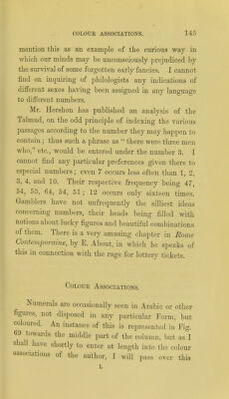 COLOUR ASSOCIATIONS. 145
mention this as an example of the curious way in
which our minds may be unconsciously prejudiced by
the survival of some forgotten early fancies. I cannot
find on inquiring of philologists any indications of
different sexes having been assigned in any language
to different numbers.
Mr. Hershon has published an analysis of the
Talmud, on the odd principle of indexing the various
passages according to the number they may happen to
contain; thus such a phrase as “there were three men
who,” etc., would be entered under the number 3. I
cannot find any particular preferences given there to
especial numbers; even 7 occurs less often than 1, 2,
3, 4, and 10. Their respective frequency being 47,
54, 53, 64, 54, 51; 12 occurs only sixteen times.
Gamblers have not unfrequently the silliest ideas
concerning numbers, their heads being filled with
notions about lucky figures and beautiful combinations
of them. There is a very amusing chapter in Rome
Contemporaine, by E. About, in which he speaks of
this in connection with the rage for lottery tickets.
COLOUR ASSOCIATIONS.
Numerals are occasionally seen in Arabic or other
figures, not disposed in any particular Form, but
coloured. An instance of this is represented in Fig.
69 towards the middle part of the column, but as I
shall have shortly to enter at length into the colour
associations of the author, I will pass over this
L